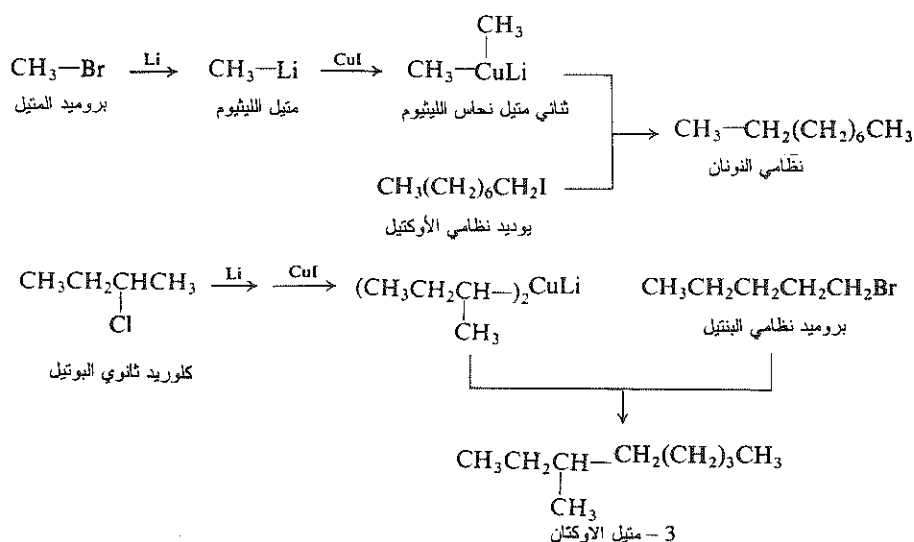 CH₃
CH₃—Br Li CH₃—Li CuI CH₃—CuLi
بروميد المتيل متيل الليثيوم ثنائي متيل نحاس الليثيوم
CH₃—CH₂(CH₂)₆CH₃
نظامي النونان
CH₃(CH₂)₆CH₂I
يوديد نظامي الأوكتيل
CH₃CH₂CHCH₃ Li CuI (CH₃CH₂CH—)₂CuLi CH₃CH₂CH₂CH₂CH₂Br
Cl CH₃ بروميد نظامي البنتيل
كلوريد ثانوي البوتيل
CH₃CH₂CH—CH₂(CH₂)₃CH₃
CH₃
3 – متيل الاوكتان